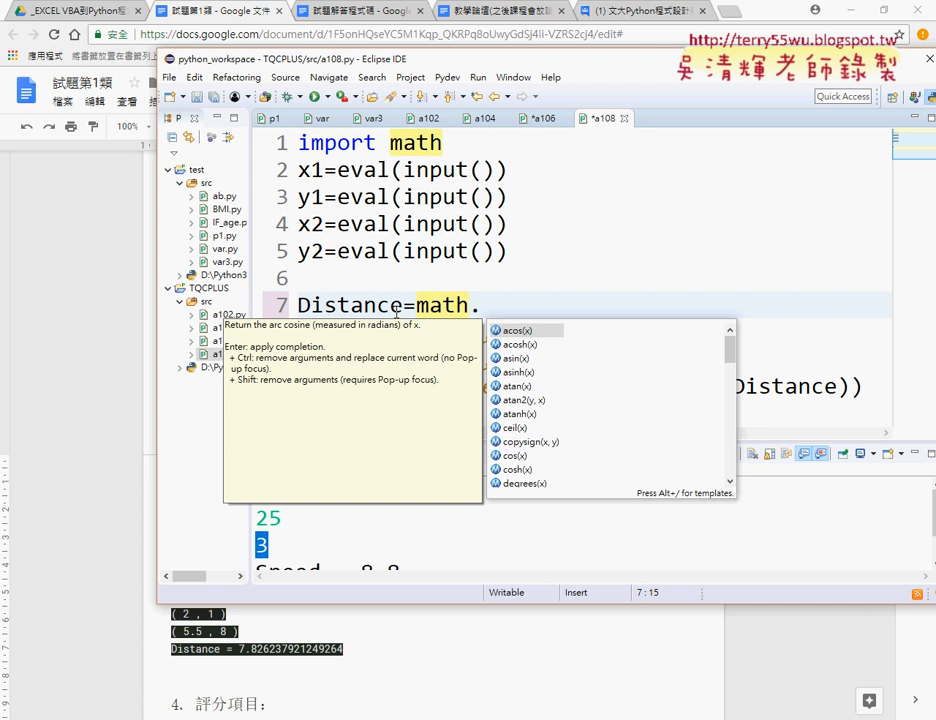 _EXCEL VBA到Python程
試題第1類 - Google 文件
試題解答程式碼 - Google
教學論壇(之後課程會放
(1) 文大Python程式設計
安全 https://docs.google.com/document/d/1F5onHQseYC5M1Kqp_QKRPq8oUwyGdSJ4Ii-VZRS2cj4/edit#
應用程式
http://terry55wu.blogspot.tw
吳清輝老師錄製
試題第1類
檔案 編輯 查看
100%
python_workspace - TQCPLUS/src/a108.py - Eclipse IDE
File Edit Refactoring Source Navigate Search Project Pydev Run Window Help
Quick Access
P
p1 var var3 a102 a104 *a106 *a108
test
src
ab.py
BMI.py
IF_age.p
p1.py
var.py
var3.py
D:\Python3
TQCPLUS
src
a102.py
a1
a1
a1
D:\Py
1 import math
2 x1=eval(input())
3 y1=eval(input())
4 x2=eval(input())
5 y2=eval(input())
6
7 Distance=math.
Distance))
Return the arc cosine (measured in radians) of x.
Enter: apply completion.
+ Ctrl: remove arguments and replace current word (no Pop-
up focus).
+ Shift: remove arguments (requires Pop-up focus).
acos(x)
acosh(x)
asin(x)
asinh(x)
atan(x)
atan2(y, x)
atanh(x)
ceil(x)
copysign(x, y)
cos(x)
cosh(x)
degrees(x)
Press Alt+/ for templates.
25
3
Writable Insert 7 : 15
( 2 , 1 )
( 5.5 , 8 )
Distance = 7.826237921249264
4. 評分項目: